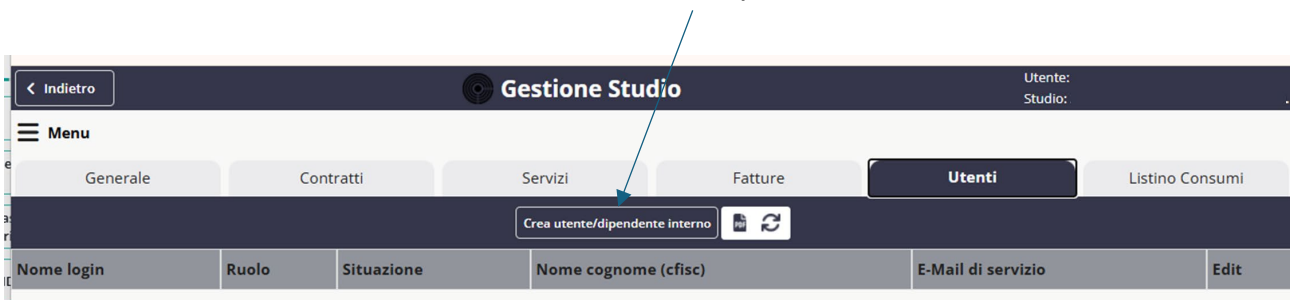 Indietro
Gestione Studio
Utente:
Studio:
Menu
Generale Contratti Servizi Fatture Utenti Listino Consumi
Crea utente/dipendente interno PDF
Nome login Ruolo Situazione Nome cognome (cfisc) E-Mail di servizio Edit